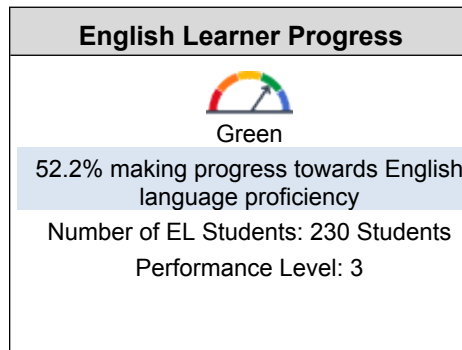 English Learner Progress
Green
52.2% making progress towards English
language proficiency
Number of EL Students: 230 Students
Performance Level: 3